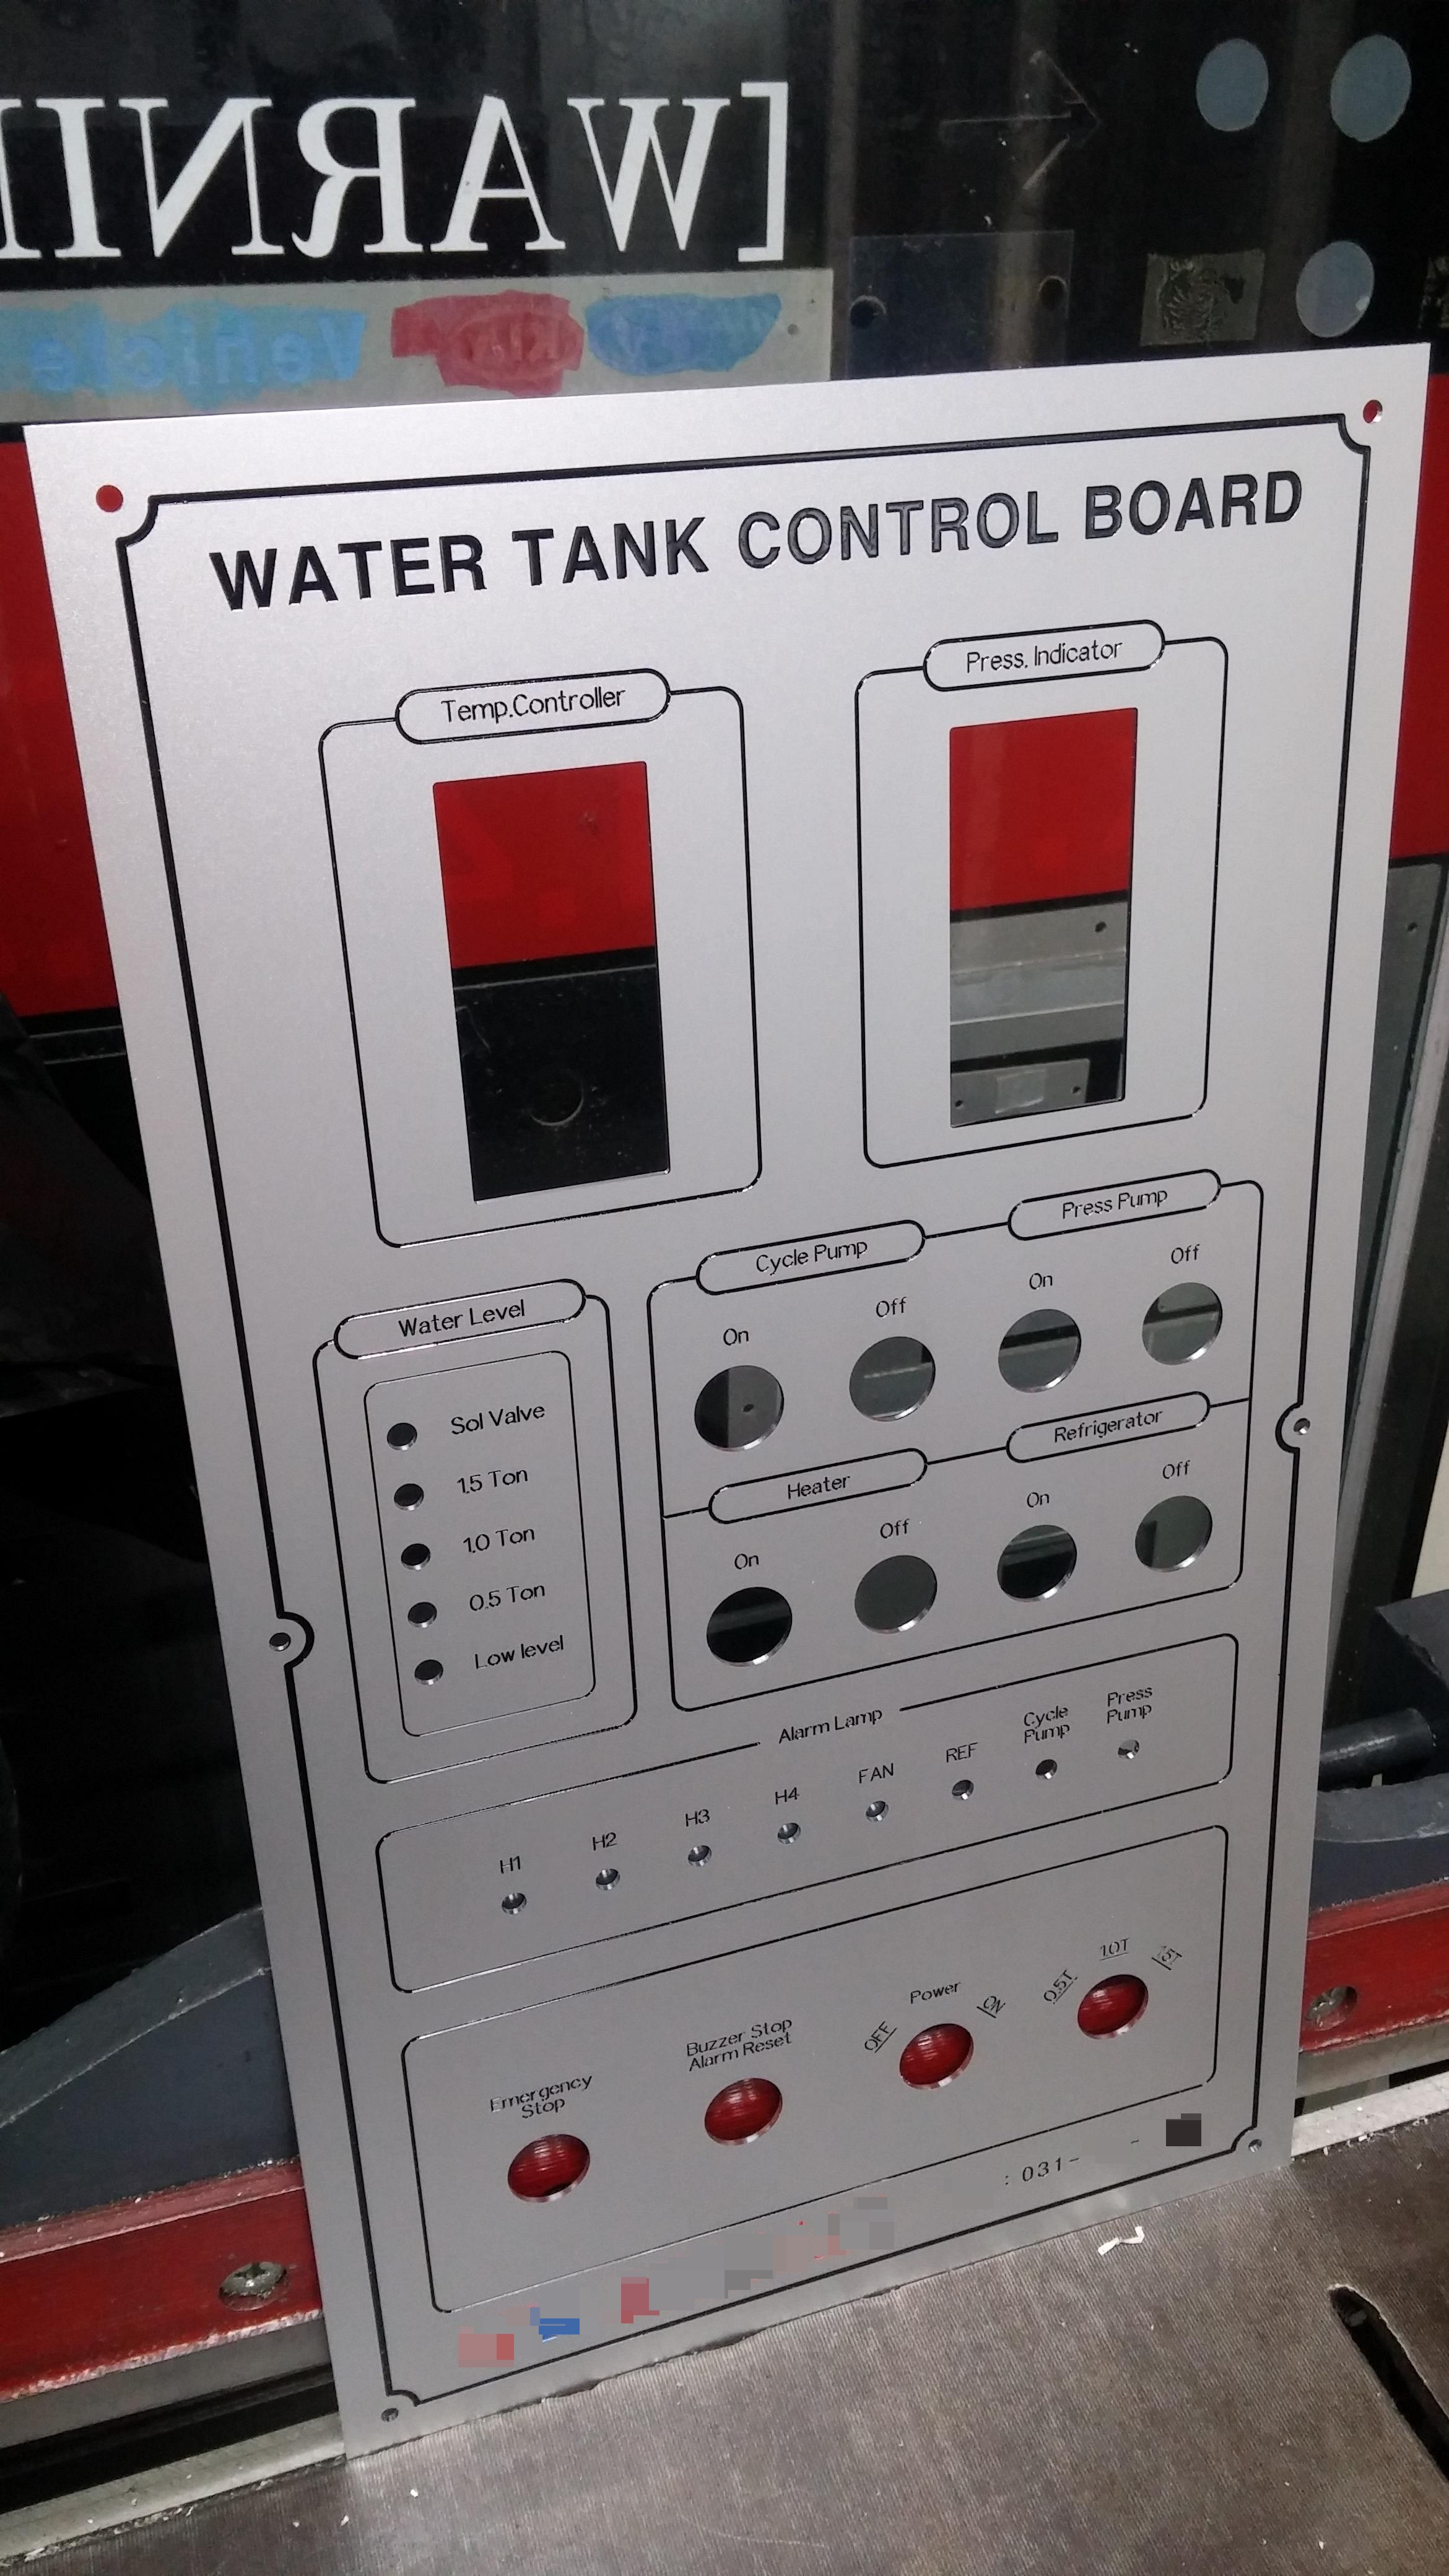 [WARNI
Vehicle
WATER TANK CONTROL BOARD
Temp.Controller
Press. Indicator
Cycle Pump
Press Pump
On
Off
On
Off
Water Level
Sol Valve
1.5 Ton
1.0 Ton
0.5 Ton
Low level
Heater
Refrigerator
On
Off
On
Off
Alarm Lamp
H1
H2
H3
H4
FAN
REF
Cycle
Pump
Press
Pump
Emergency
Stop
Buzzer Stop
Alarm Reset
Power
OFF
ON
0.5T
1.0T
: 031-